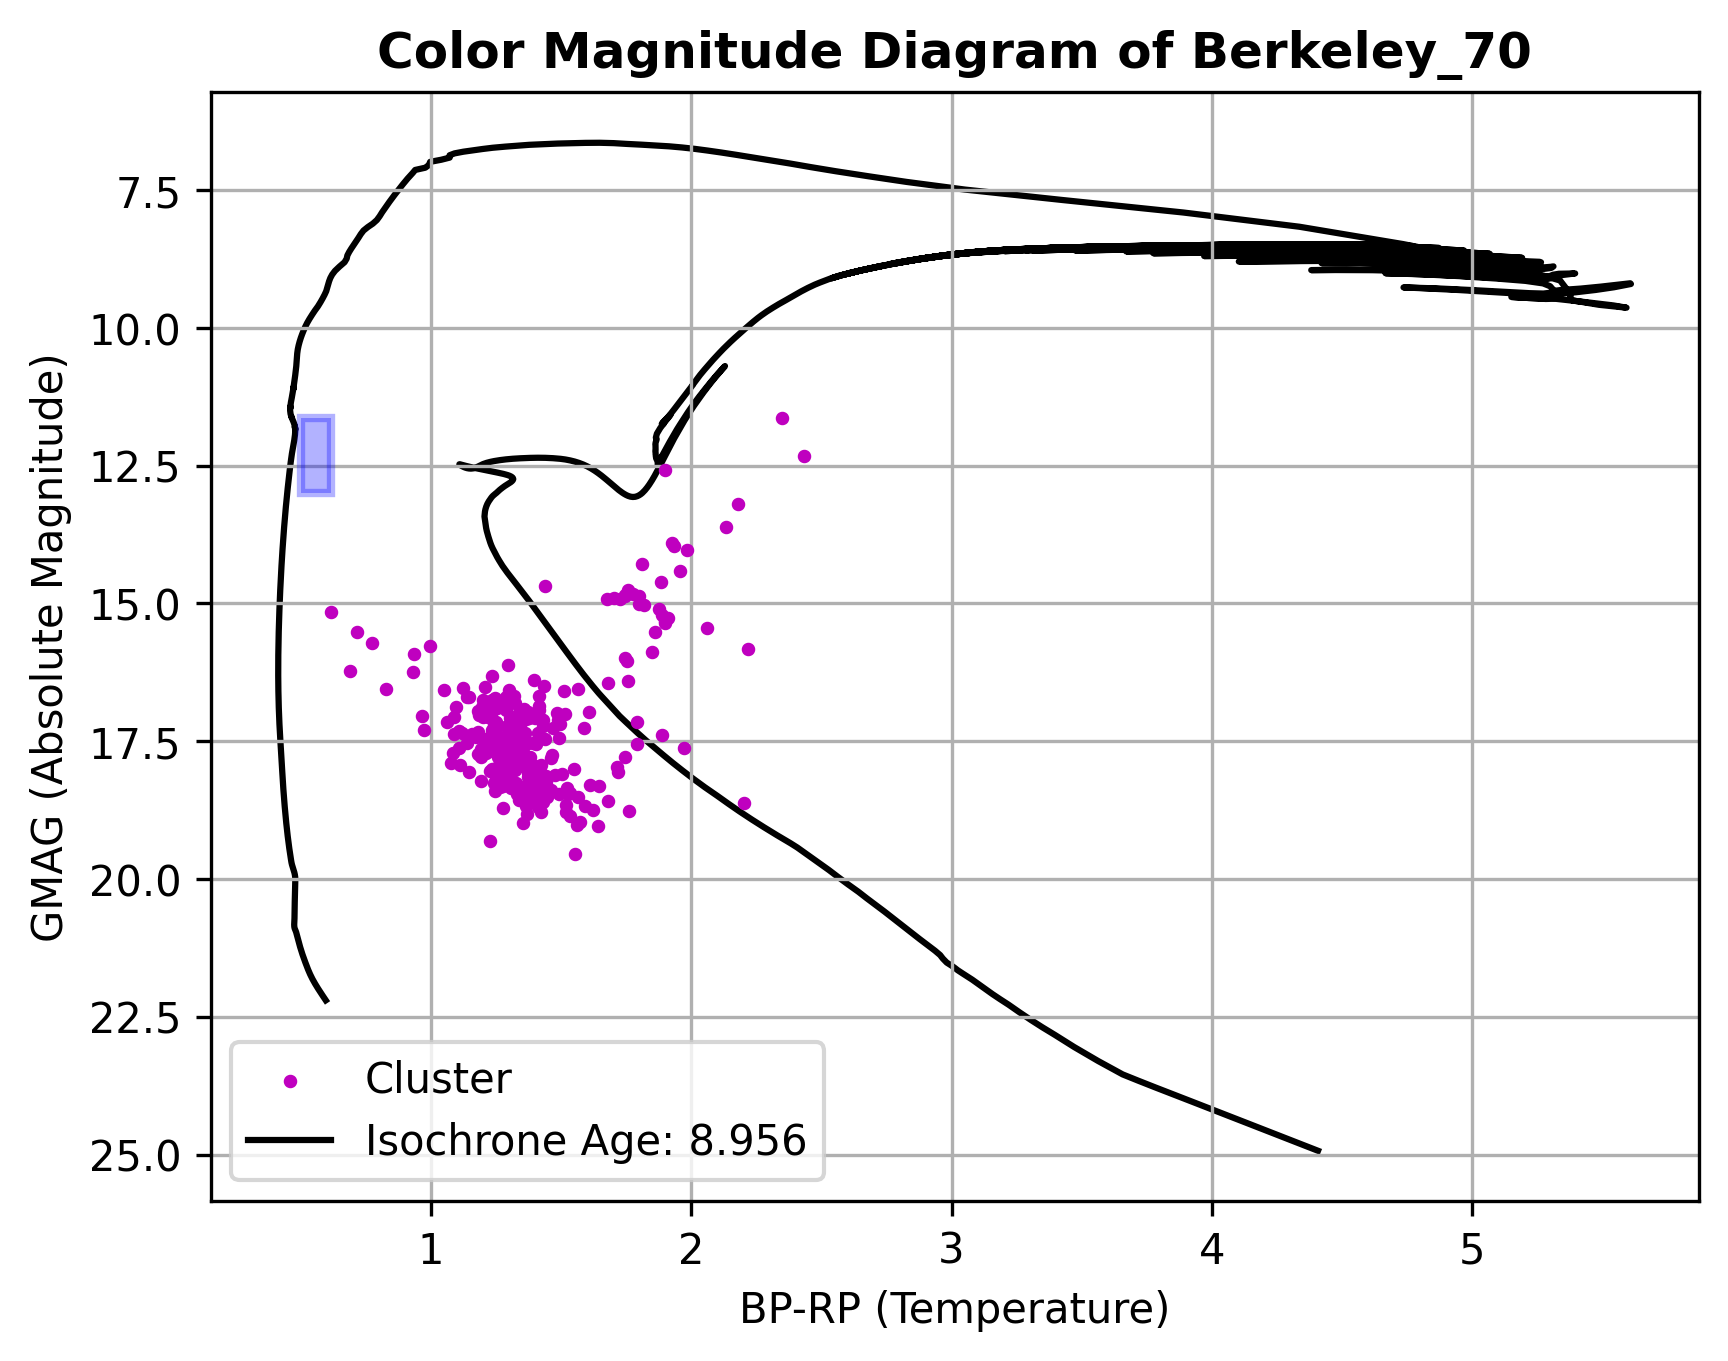 Color Magnitude Diagram of Berkeley_70
GMAG (Absolute Magnitude)
7.5
10.0
12.5
15.0
17.5
20.0
22.5
25.0
Cluster
Isochrone Age: 8.956
1 2 3 4 5
BP-RP (Temperature)